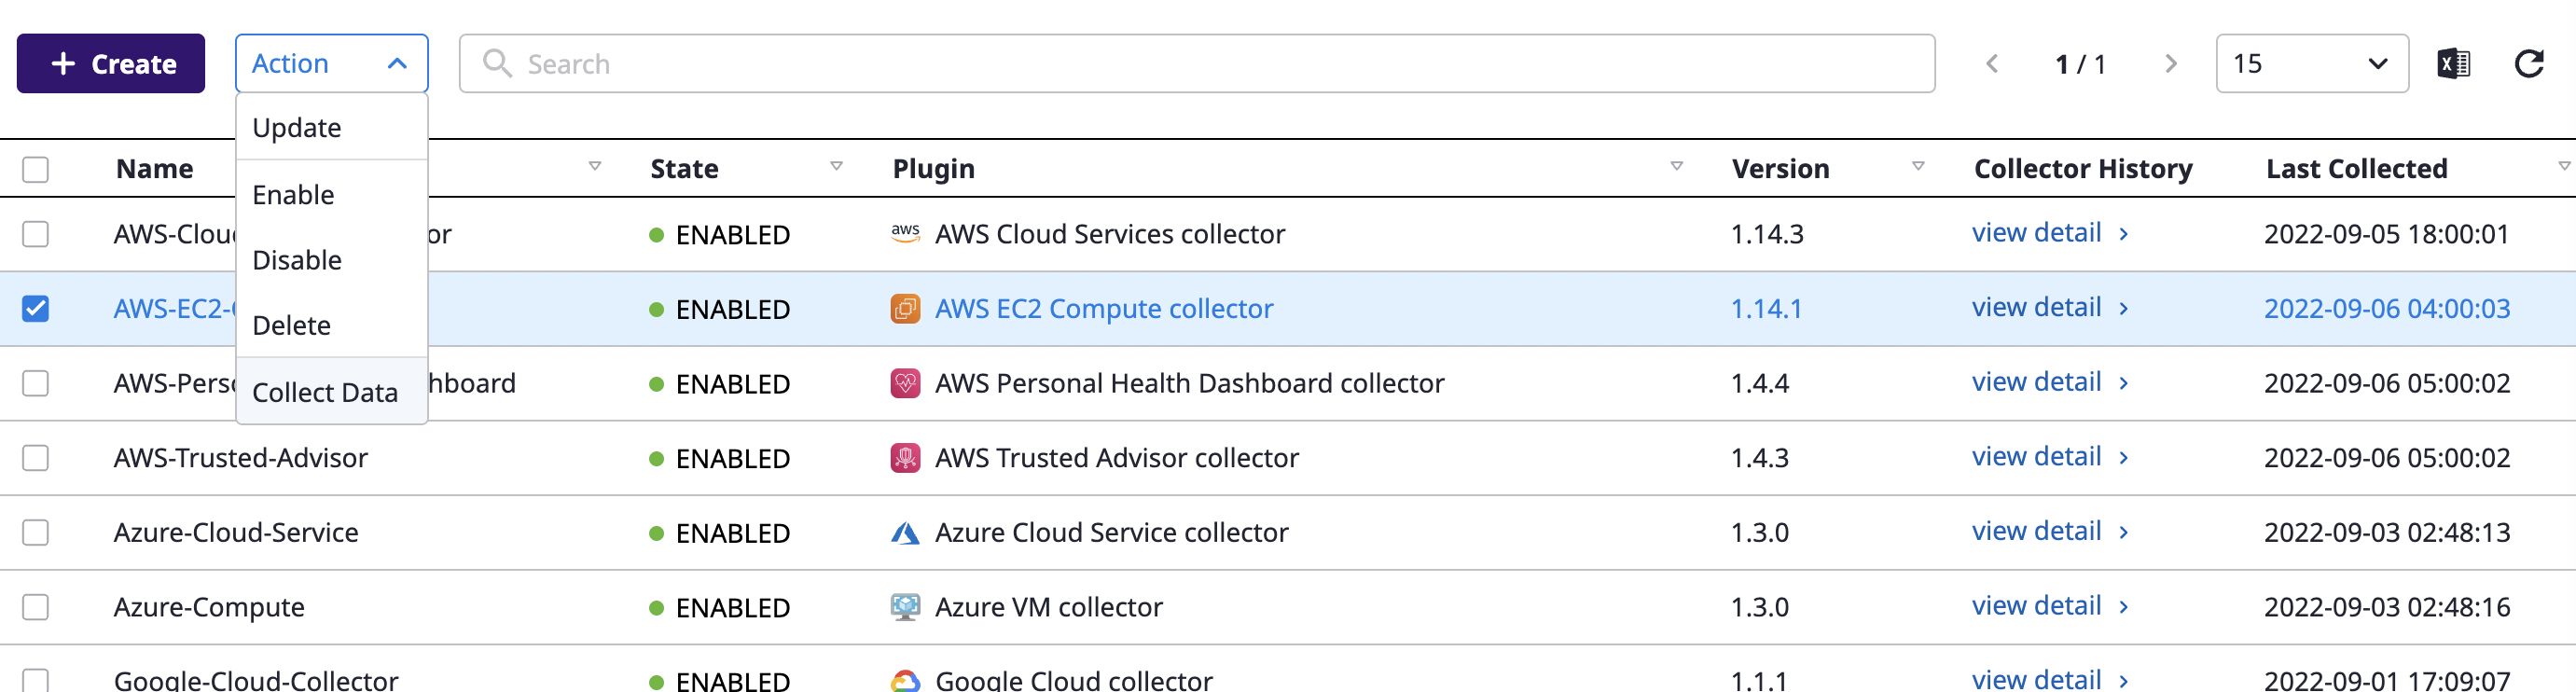 + Create Action Search 1 / 1 15
Update
Name State Plugin Version Collector History Last Collected
Enable
AWS-Clou or ENABLED aws AWS Cloud Services collector 1.14.3 view detail 2022-09-05 18:00:01
Disable
AWS-EC2- ENABLED AWS EC2 Compute collector 1.14.1 view detail 2022-09-06 04:00:03
Delete
AWS-Perso hboard ENABLED AWS Personal Health Dashboard collector 1.4.4 view detail 2022-09-06 05:00:02
Collect Data
AWS-Trusted-Advisor ENABLED AWS Trusted Advisor collector 1.4.3 view detail 2022-09-06 05:00:02
Azure-Cloud-Service ENABLED Azure Cloud Service collector 1.3.0 view detail 2022-09-03 02:48:13
Azure-Compute ENABLED Azure VM collector 1.3.0 view detail 2022-09-03 02:48:16
Google-Cloud-Collector ENABLED Google Cloud collector 1.1.1 view detail 2022-09-01 17:09:07